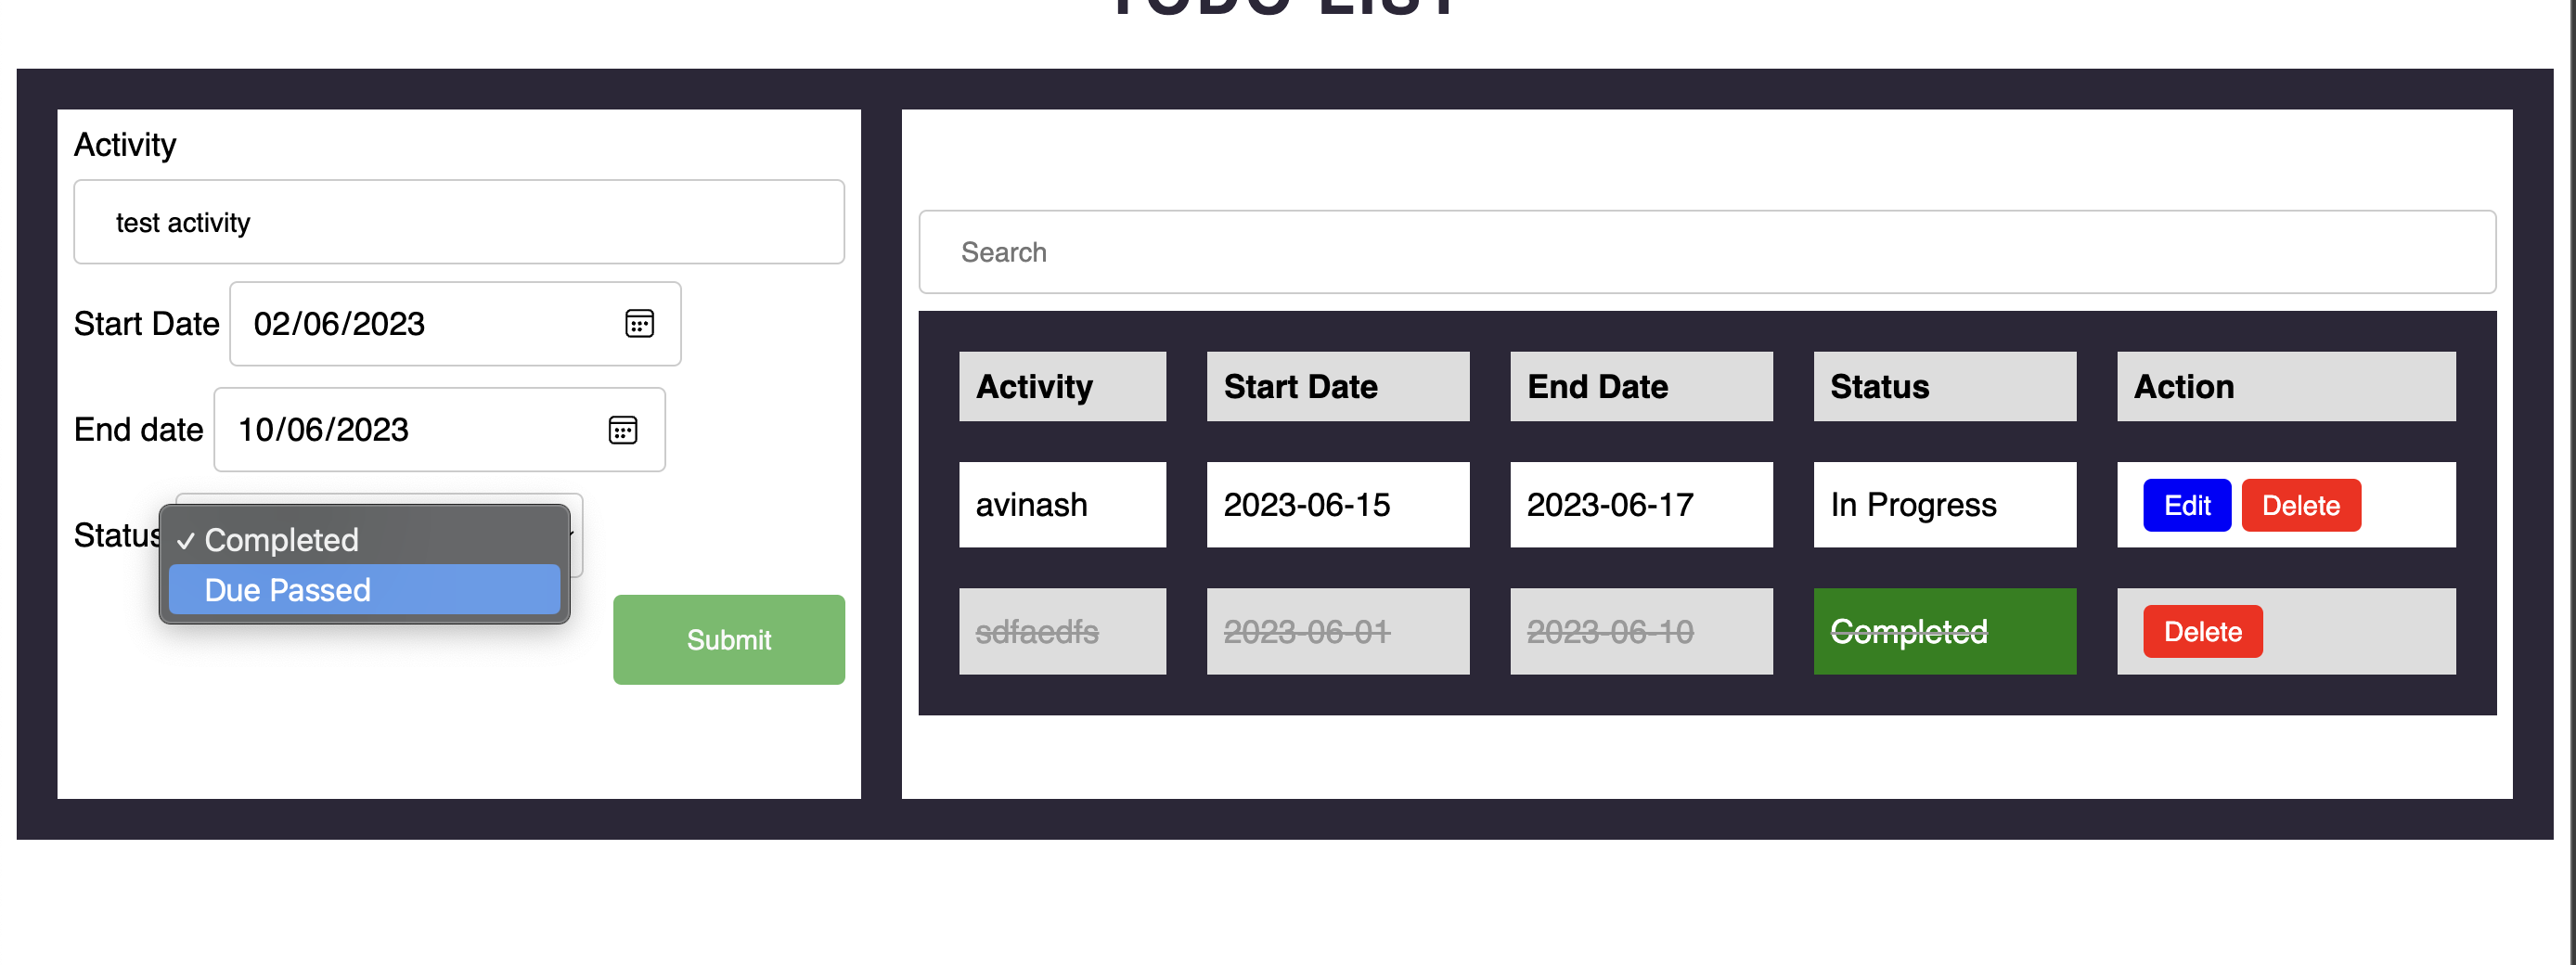 TODO LIST
Activity
test activity
Start Date 02/06/2023
End date 10/06/2023
Status
✓ Completed
Due Passed
Submit
Search
Activity Start Date End Date Status Action
avinash 2023-06-15 2023-06-17 In Progress Edit Delete
sdfaedfs 2023-06-01 2023-06-10 Completed Delete